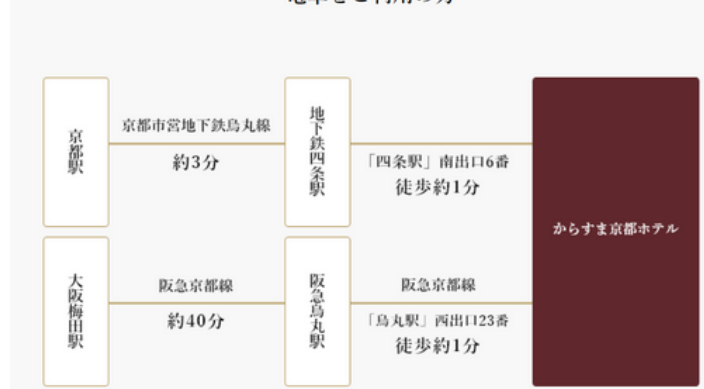 京都駅
京都市営地下鉄烏丸線
約3分
地下鉄四条駅
「四条駅」南出口6番
徒歩約1分
からすま京都ホテル
大阪梅田駅
阪急京都線
約40分
阪急烏丸駅
阪急京都線
「烏丸駅」西出口23番
徒歩約1分